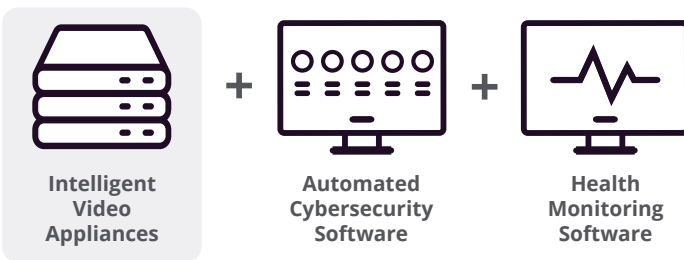 Intelligent
Video
Appliances
+
Automated
Cybersecurity
Software
+
Health
Monitoring
Software